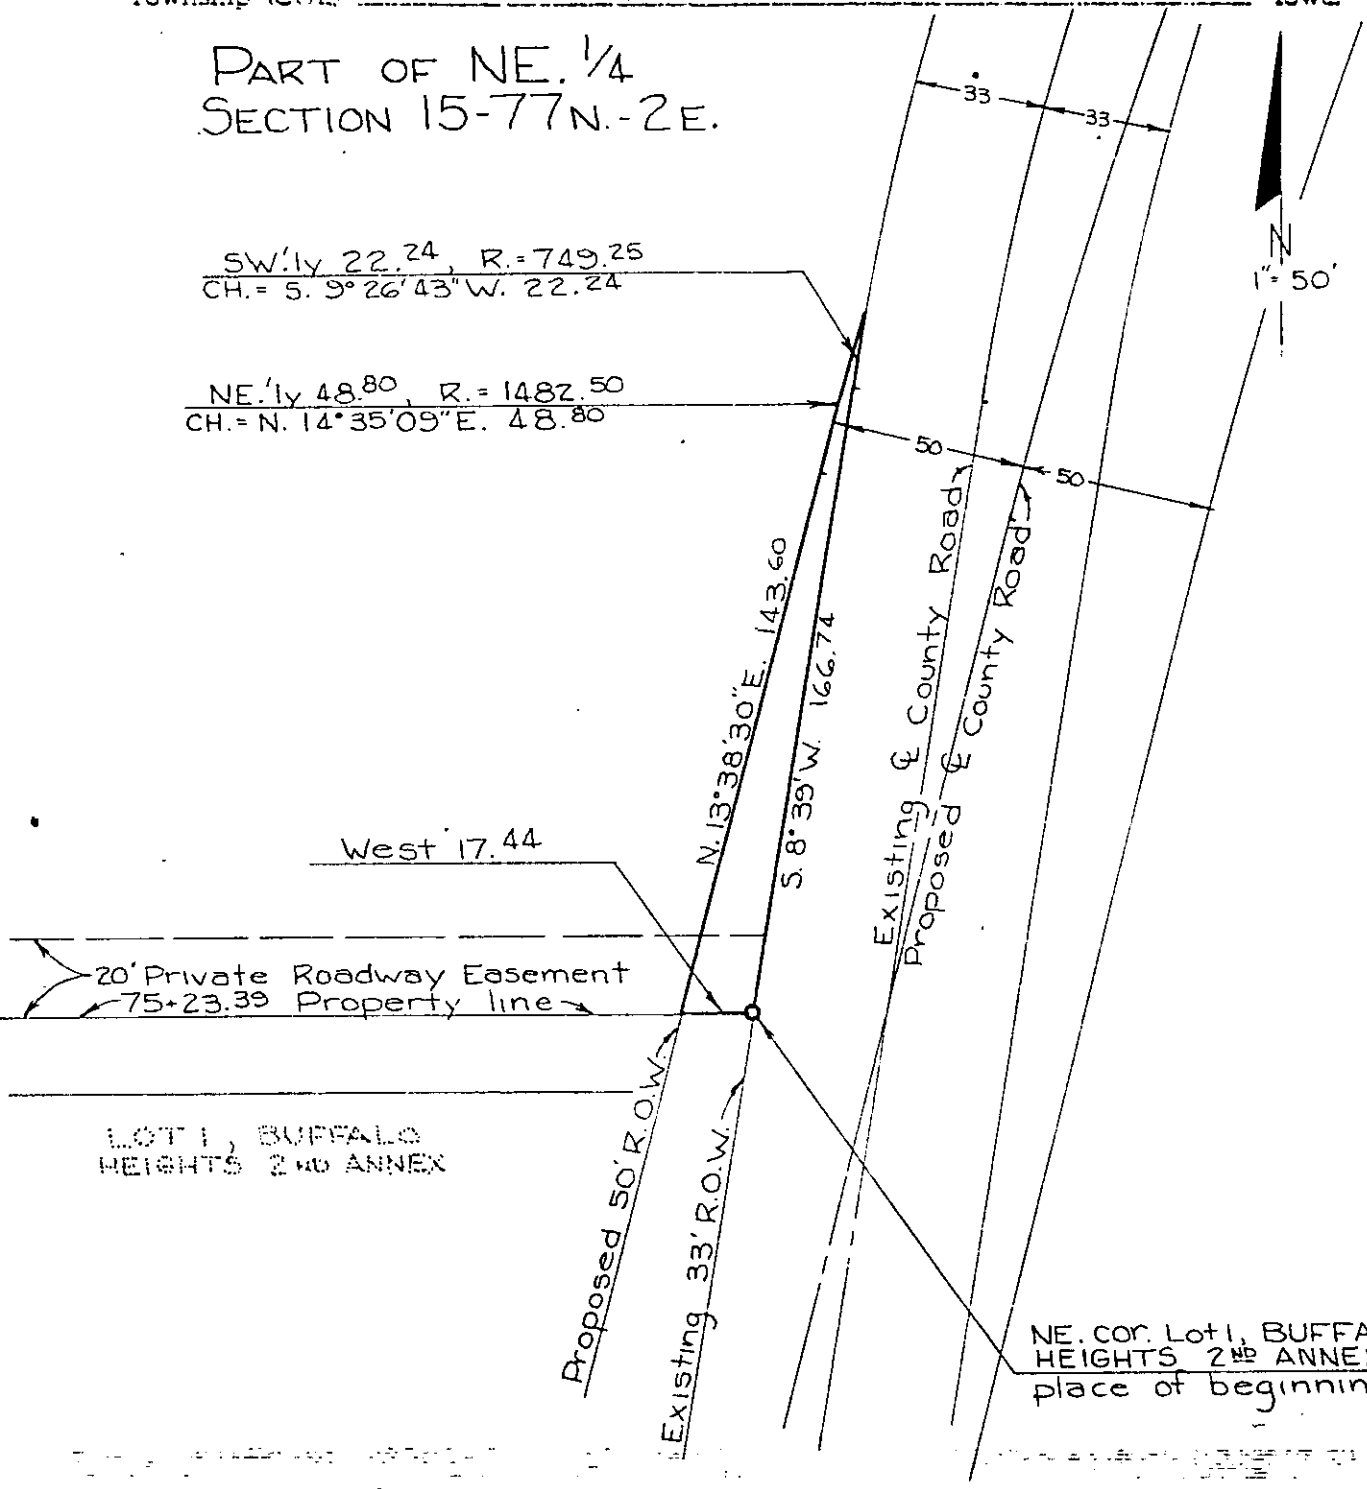 PART OF NE. 1/4
SECTION 15-77N.-2E.
33
33
N
1"= 50'
SW.'ly 22.24, R.= 749.25
CH.= S. 9° 26' 43" W. 22.24
NE.'ly 48.80, R.= 1482.50
CH.= N. 14° 35' 09" E. 48.80
50
50
N. 13° 38' 30" E. 143.60
S. 8° 39' W. 166.74
Existing ℄ County Road
Proposed ℄ County Road
West 17.44
20' Private Roadway Easement
75+23.39 Property line
LOT 1, BUFFALO
HEIGHTS 2ND ANNEX
Proposed 50' R.O.W.
Existing 33' R.O.W.
NE. cor. Lot 1, BUFFA
HEIGHTS 2ND ANNE
place of beginnin